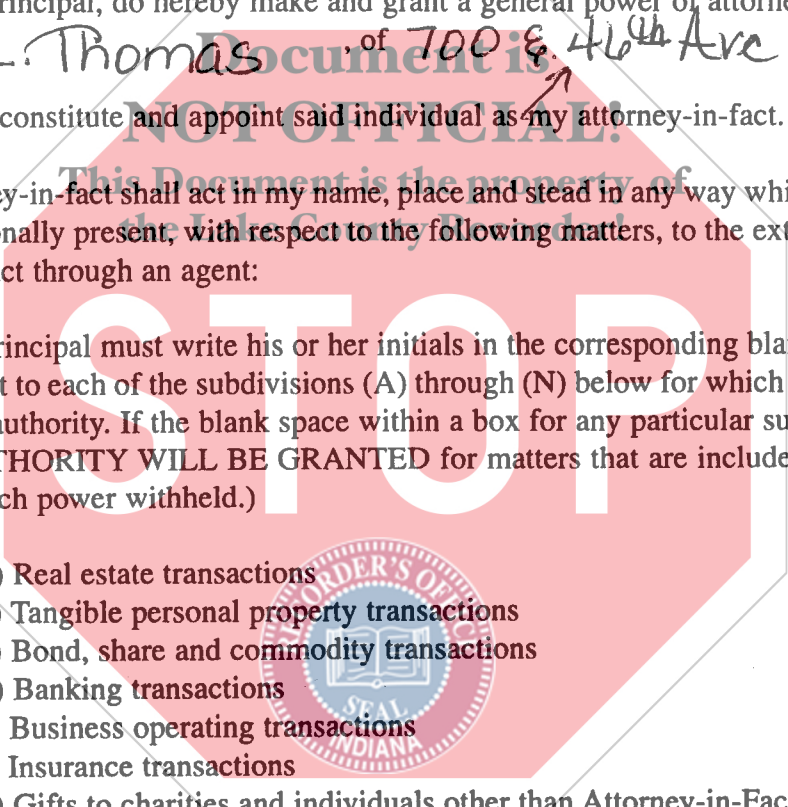 rincipal, do hereby make and grant a general power of attorne
Thomas , of 700 E. 46th Ave
constitute and appoint said individual as my attorney-in-fact.
ey-in-fact shall act in my name, place and stead in any way whi
onally present, with respect to the following matters, to the ext
ct through an agent:
rincipal must write his or her initials in the corresponding bla
t to each of the subdivisions (A) through (N) below for which
authority. If the blank space within a box for any particular su
THORITY WILL BE GRANTED for matters that are include
ch power withheld.)
) Real estate transactions
) Tangible personal property transactions
) Bond, share and commodity transactions
) Banking transactions
Business operating transactions
Insurance transactions
) Gifts to charities and individuals other than Attorney-in-Fac
Document is
NOT OFFICIAL!
This Document is the property of
the Lake County Recorder!
STOP
RECORDER'S OFFICE
SEAL
INDIANA